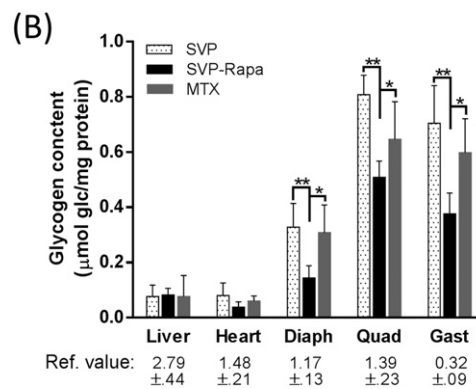 (B)
SVP
SVP-Rapa
MTX
Glycogen conctent
(μmol glc/mg protein)
1.0
0.8
0.6
0.4
0.2
0.0
** * ** * ** *
Liver Heart Diaph Quad Gast
Ref. value: 2.79 1.48 1.17 1.39 0.32
±.44 ±.21 ±.13 ±.23 ±.09